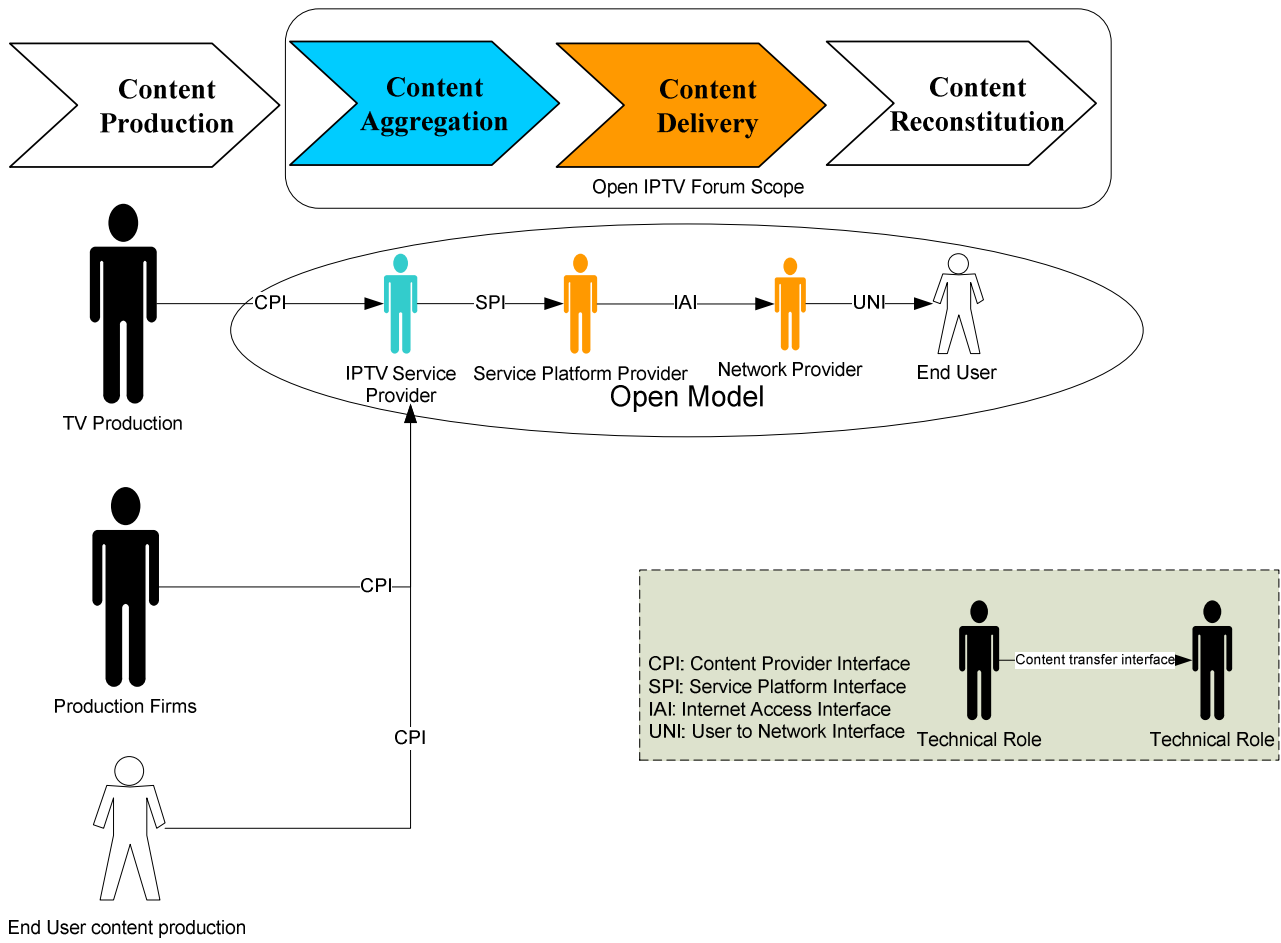 Content
Production
Content
Aggregation
Content
Delivery
Content
Reconstitution
Open IPTV Forum Scope
CPI
SPI
IAI
UNI
IPTV Service
Provider
Service Platform Provider
Network Provider
End User
Open Model
TV Production
CPI
Production Firms
CPI
End User content production
CPI: Content Provider Interface
SPI: Service Platform Interface
IAI: Internet Access Interface
UNI: User to Network Interface
Content transfer interface
Technical Role
Technical Role